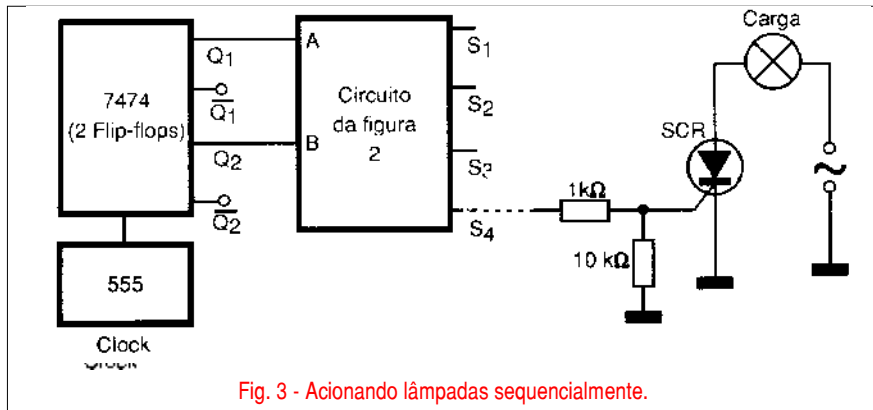 Carga
Q1
A
S1
7474
(2 Flip-flops)
Q1
Circuito
da figura
2
S2
SCR
Q2
B
S3
1kΩ
Q2
S4
10 kΩ
555
Clock
Fig. 3 - Acionando lâmpadas sequencialmente.